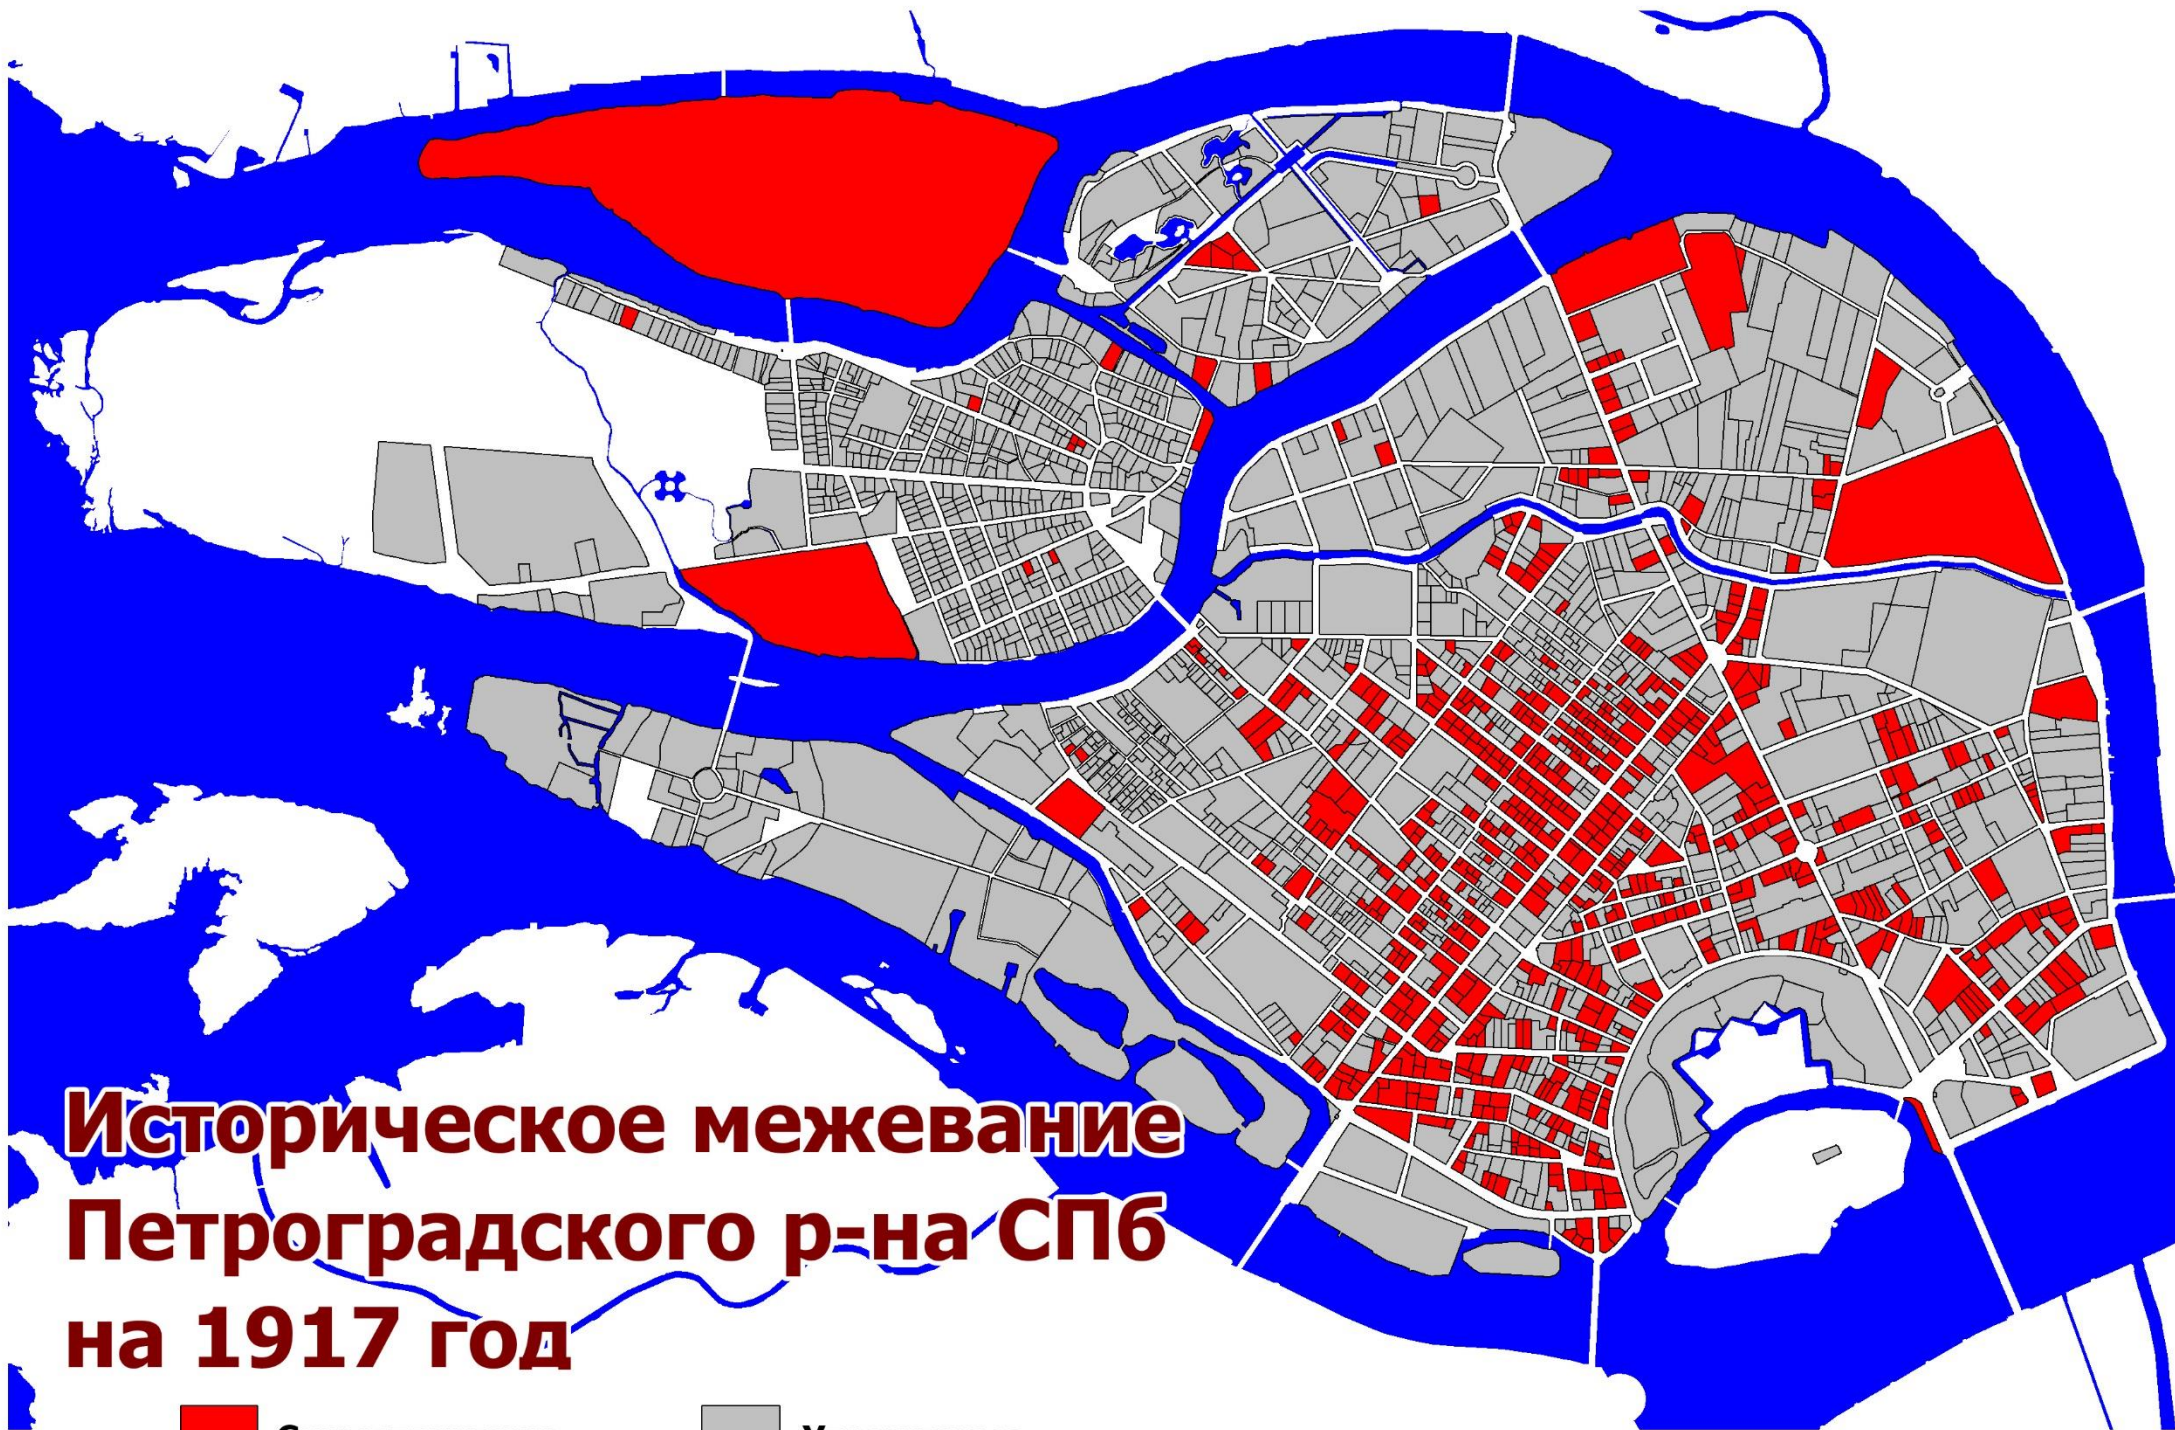 Историческое межевание
Петроградского р-на СПб
на 1917 год